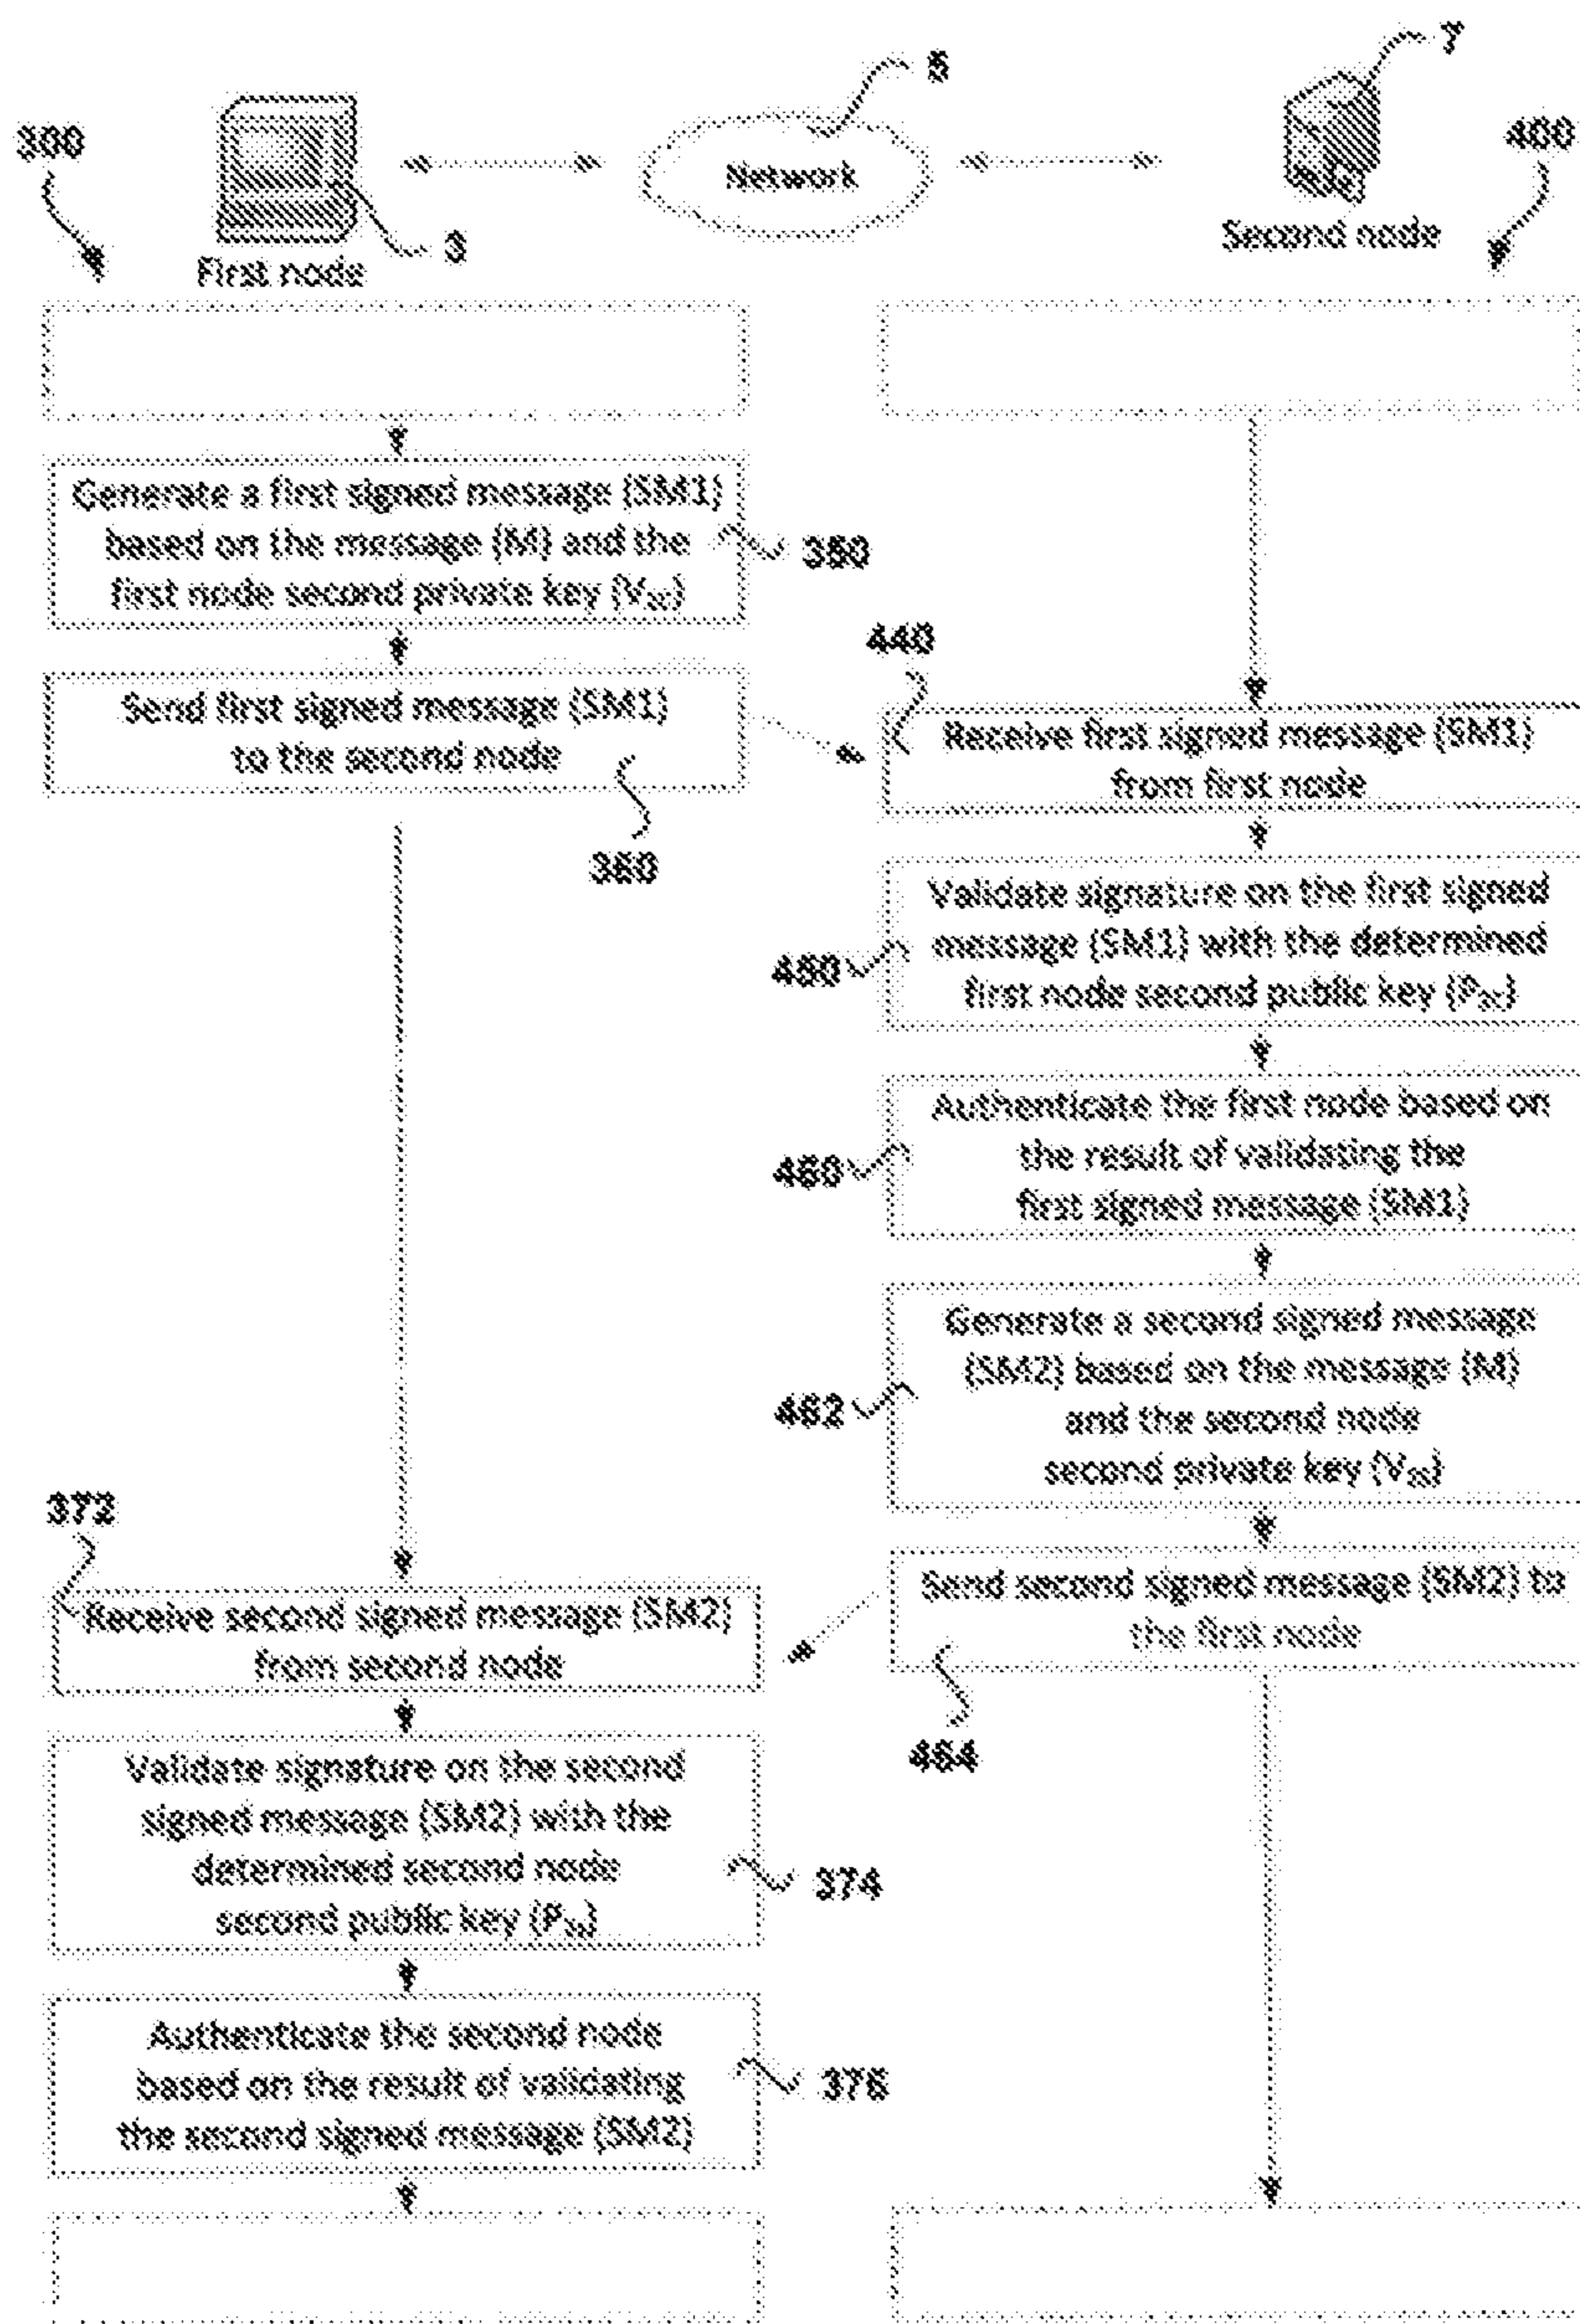 5
7
300
Network
400
3
First node
Second node
Generate a first signed message (SM1)
based on the message (M) and the
first node second private key (V₂C)
350
Send first signed message (SM1)
to the second node
360
440
Receive first signed message (SM1)
from first node
Validate signature on the first signed
message (SM1) with the determined
first node second public key (P₂C)
450
Authenticate the first node based on
the result of validating the
first signed message (SM1)
460
Generate a second signed message
(SM2) based on the message (M)
and the second node
second private key (V₂S)
462
Send second signed message (SM2) to
the first node
464
372
Receive second signed message (SM2)
from second node
Validate signature on the second
signed message (SM2) with the
determined second node
second public key (P₂S)
374
Authenticate the second node
based on the result of validating
the second signed message (SM2)
376